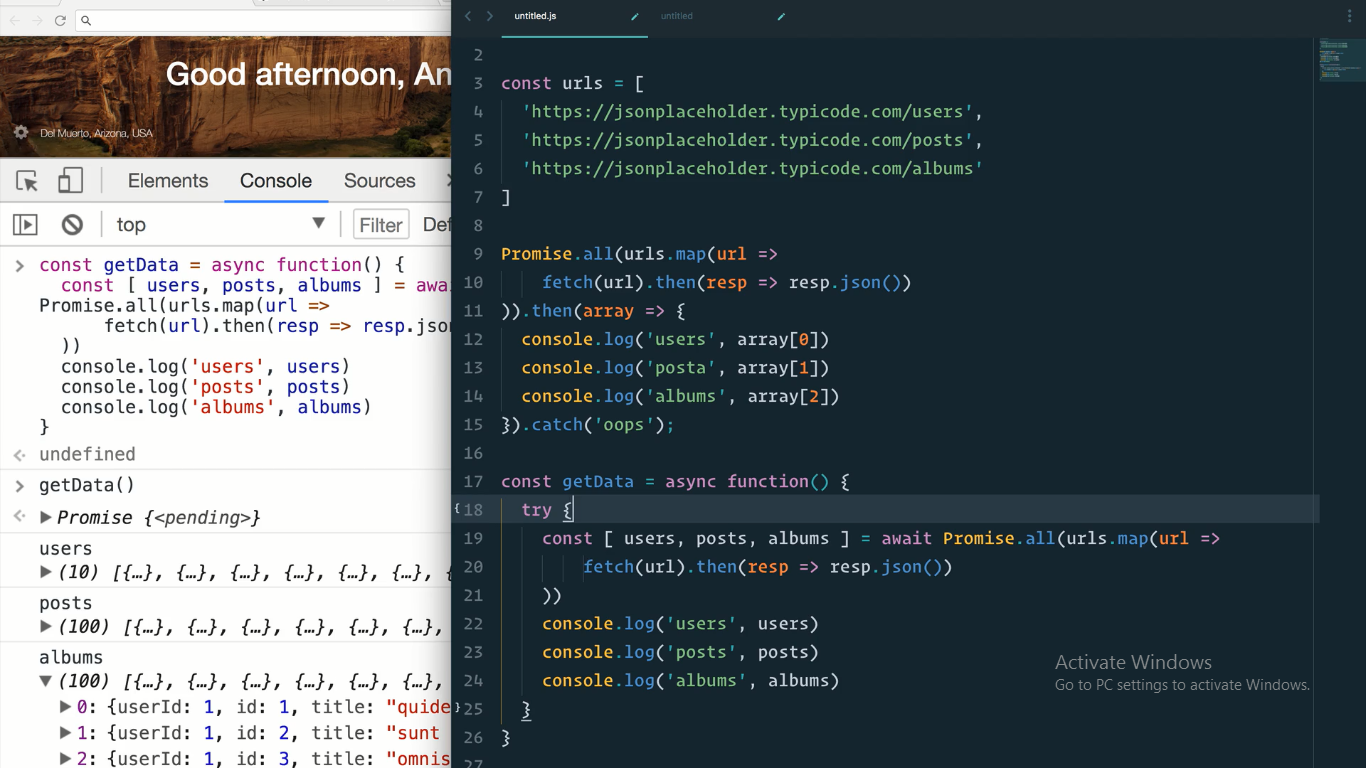 Good afternoon, An
Del Muerto, Arizona, USA
Elements Console Sources
top Filter Def
const getData = async function() {
const [ users, posts, albums ] = awai
Promise.all(urls.map(url =>
fetch(url).then(resp => resp.json
))
console.log('users', users)
console.log('posts', posts)
console.log('albums', albums)
}
undefined
getData()
Promise {<pending>}
users
(10) [{…}, {…}, {…}, {…}, {…}, {…}, {
posts
(100) [{…}, {…}, {…}, {…}, {…}, {…},
albums
(100) [{…}, {…}, {…}, {…}, {…}, {…},
0: {userId: 1, id: 1, title: "quide
1: {userId: 1, id: 2, title: "sunt
2: {userId: 1, id: 3, title: "omnis
untitled.js untitled
2
3 const urls = [
4 'https://jsonplaceholder.typicode.com/users',
5 'https://jsonplaceholder.typicode.com/posts',
6 'https://jsonplaceholder.typicode.com/albums'
7 ]
8
9 Promise.all(urls.map(url =>
10 fetch(url).then(resp => resp.json())
11 )).then(array => {
12 console.log('users', array[0])
13 console.log('posta', array[1])
14 console.log('albums', array[2])
15 }).catch('oops');
16
17 const getData = async function() {
{ 18 try {
19 const [ users, posts, albums ] = await Promise.all(urls.map(url =>
20 fetch(url).then(resp => resp.json())
21 ))
22 console.log('users', users)
23 console.log('posts', posts)
24 console.log('albums', albums)
} 25 }
26 }
27
Activate Windows
Go to PC settings to activate Windows.